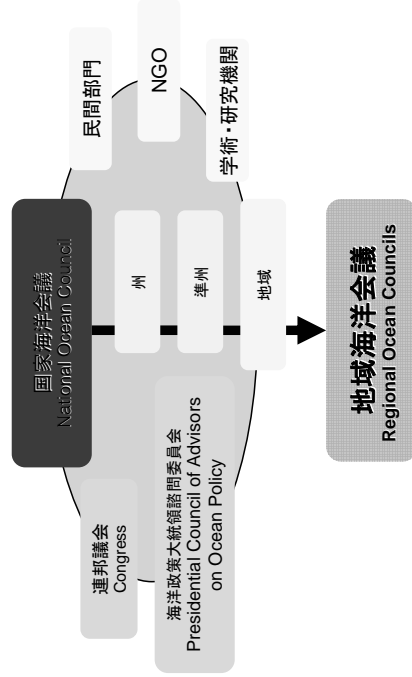 国家海洋会議
National Ocean Council
連邦議会
Congress
海洋政策大統領諮問委員会
Presidential Council of Advisors
on Ocean Policy
州
準州
地域
民間部門
NGO
学術・研究機関
地域海洋会議
Regional Ocean Councils